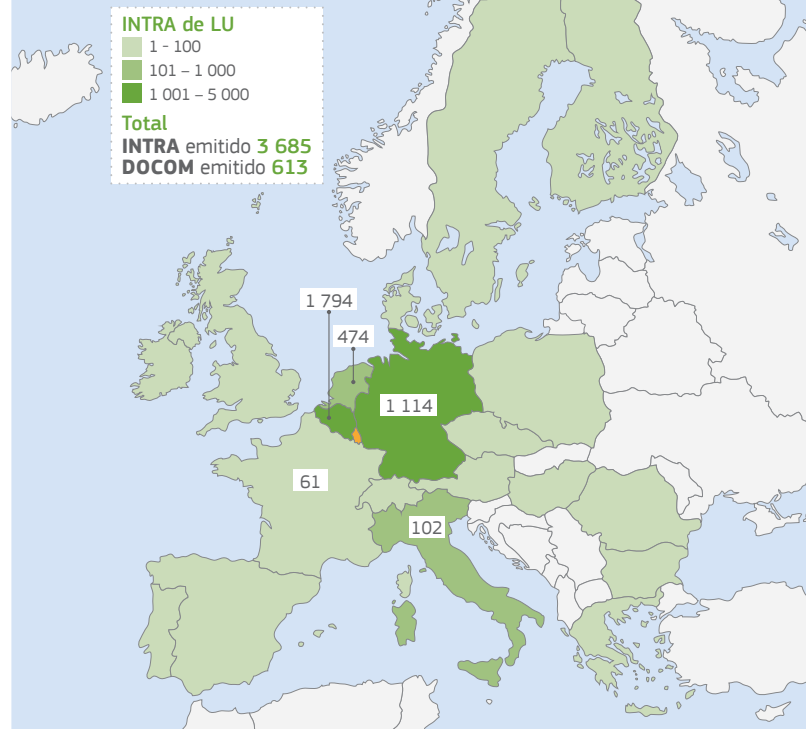 INTRA de LU
1 - 100
101 – 1 000
1 001 – 5 000
Total
INTRA emitido 3 685
DOCOM emitido 613
1 794
474
1 114
61
102